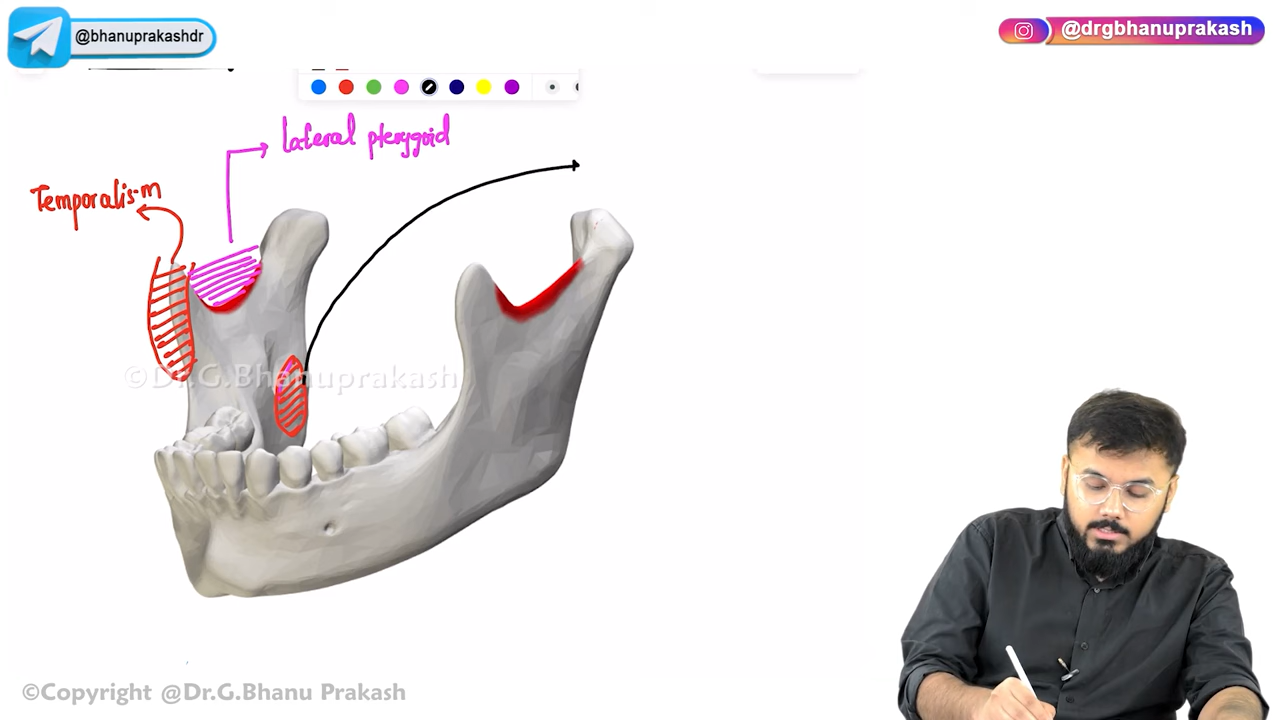 @bhanuprakashdr
@drgbhanuprakash
lateral pterygoid
Temporalis-m
©Dr.G.Bhanuprakash
©Copyright @Dr.G.Bhanu Prakash